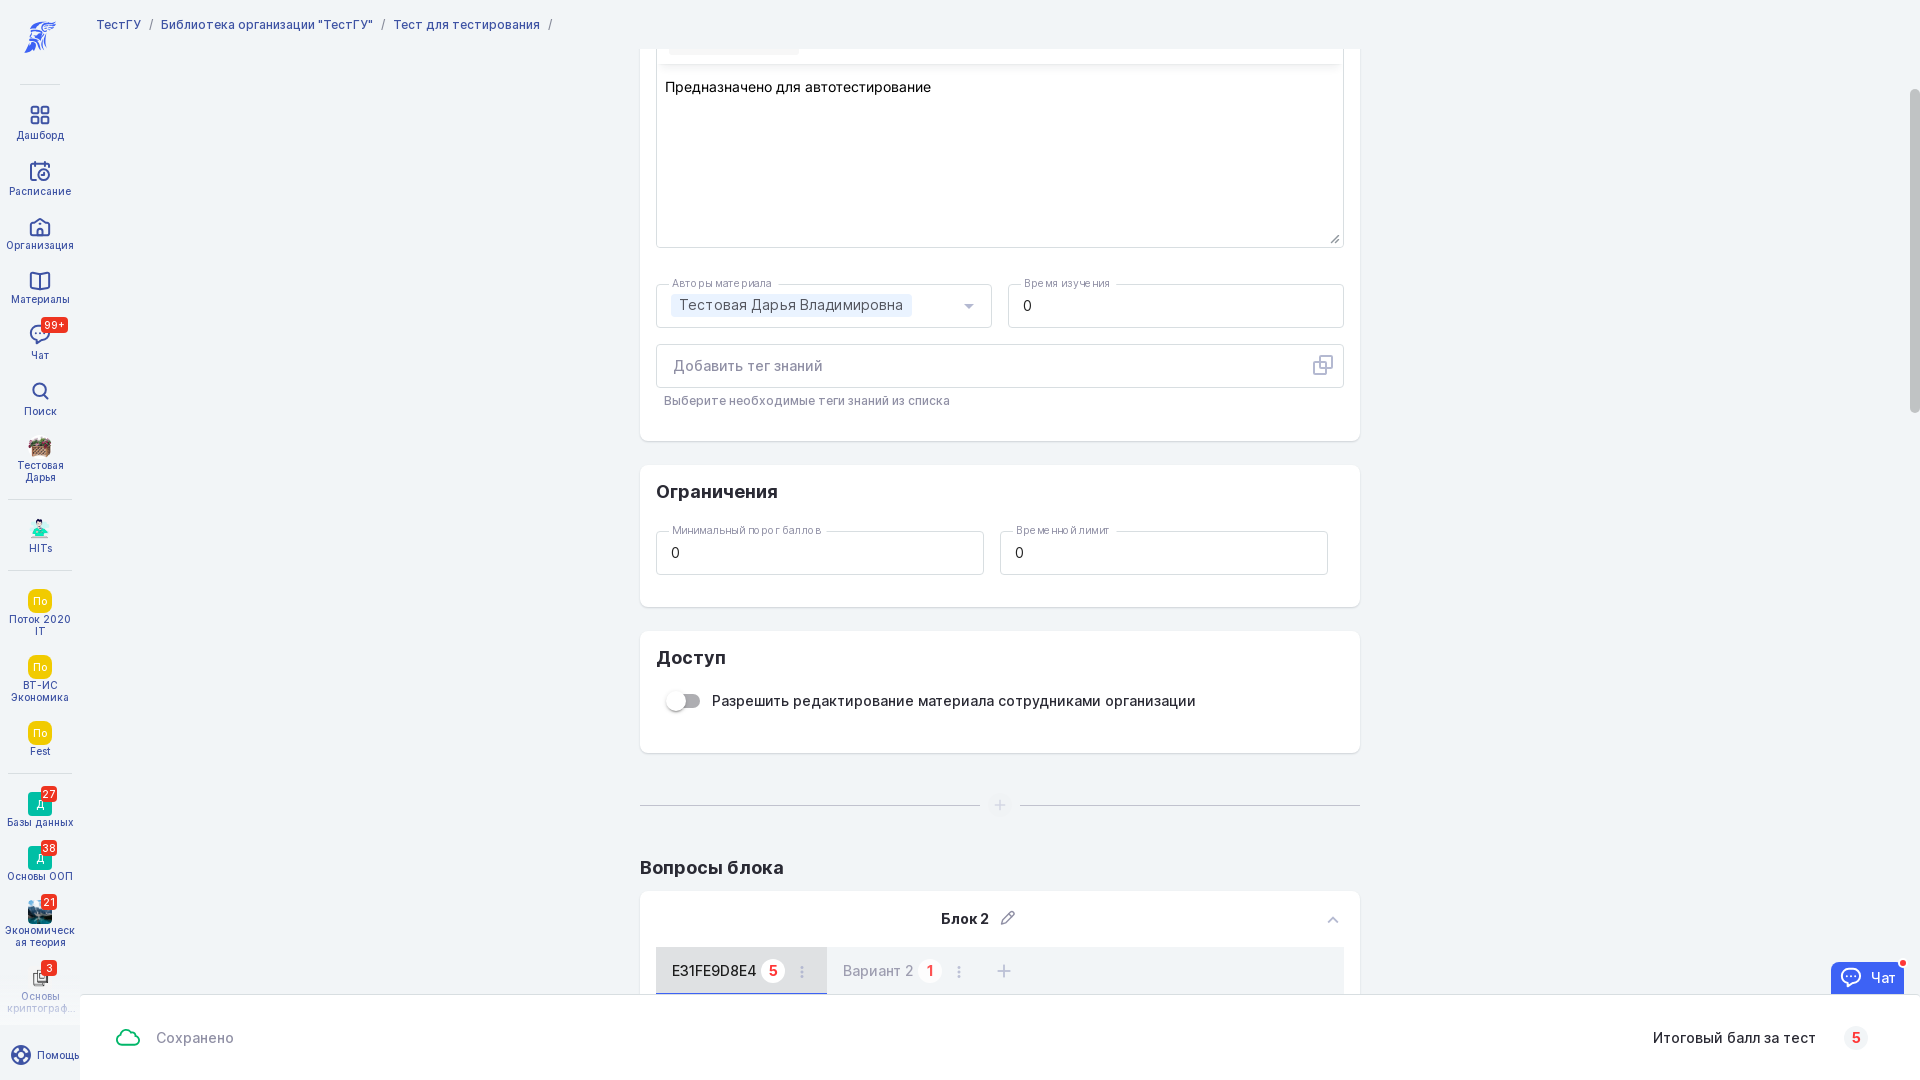 ТестГУ / Библиотека организации "ТестГУ" / Тест для тестирования /
Дашборд
Расписание
Организация
Материалы
99+
Чат
Поиск
Тестовая
Дарья
HITs
По
Поток 2020
IT
По
ВТ-ИС
Экономика
По
Fest
27
Д
Базы данных
38
Д
Основы ООП
21
Экономическ
ая теория
3
Основы
криптограф...
Помощь
Предназначено для автотестирование
Авторы материала
Тестовая Дарья Владимировна
Время изучения
0
Добавить тег знаний
Выберите необходимые теги знаний из списка
Ограничения
Минимальный порог баллов
0
Временной лимит
0
Доступ
Разрешить редактирование материала сотрудниками организации
Вопросы блока
Блок 2
E31FE9D8E4 5
Вариант 2 1
Чат
Сохранено
Итоговый балл за тест 5